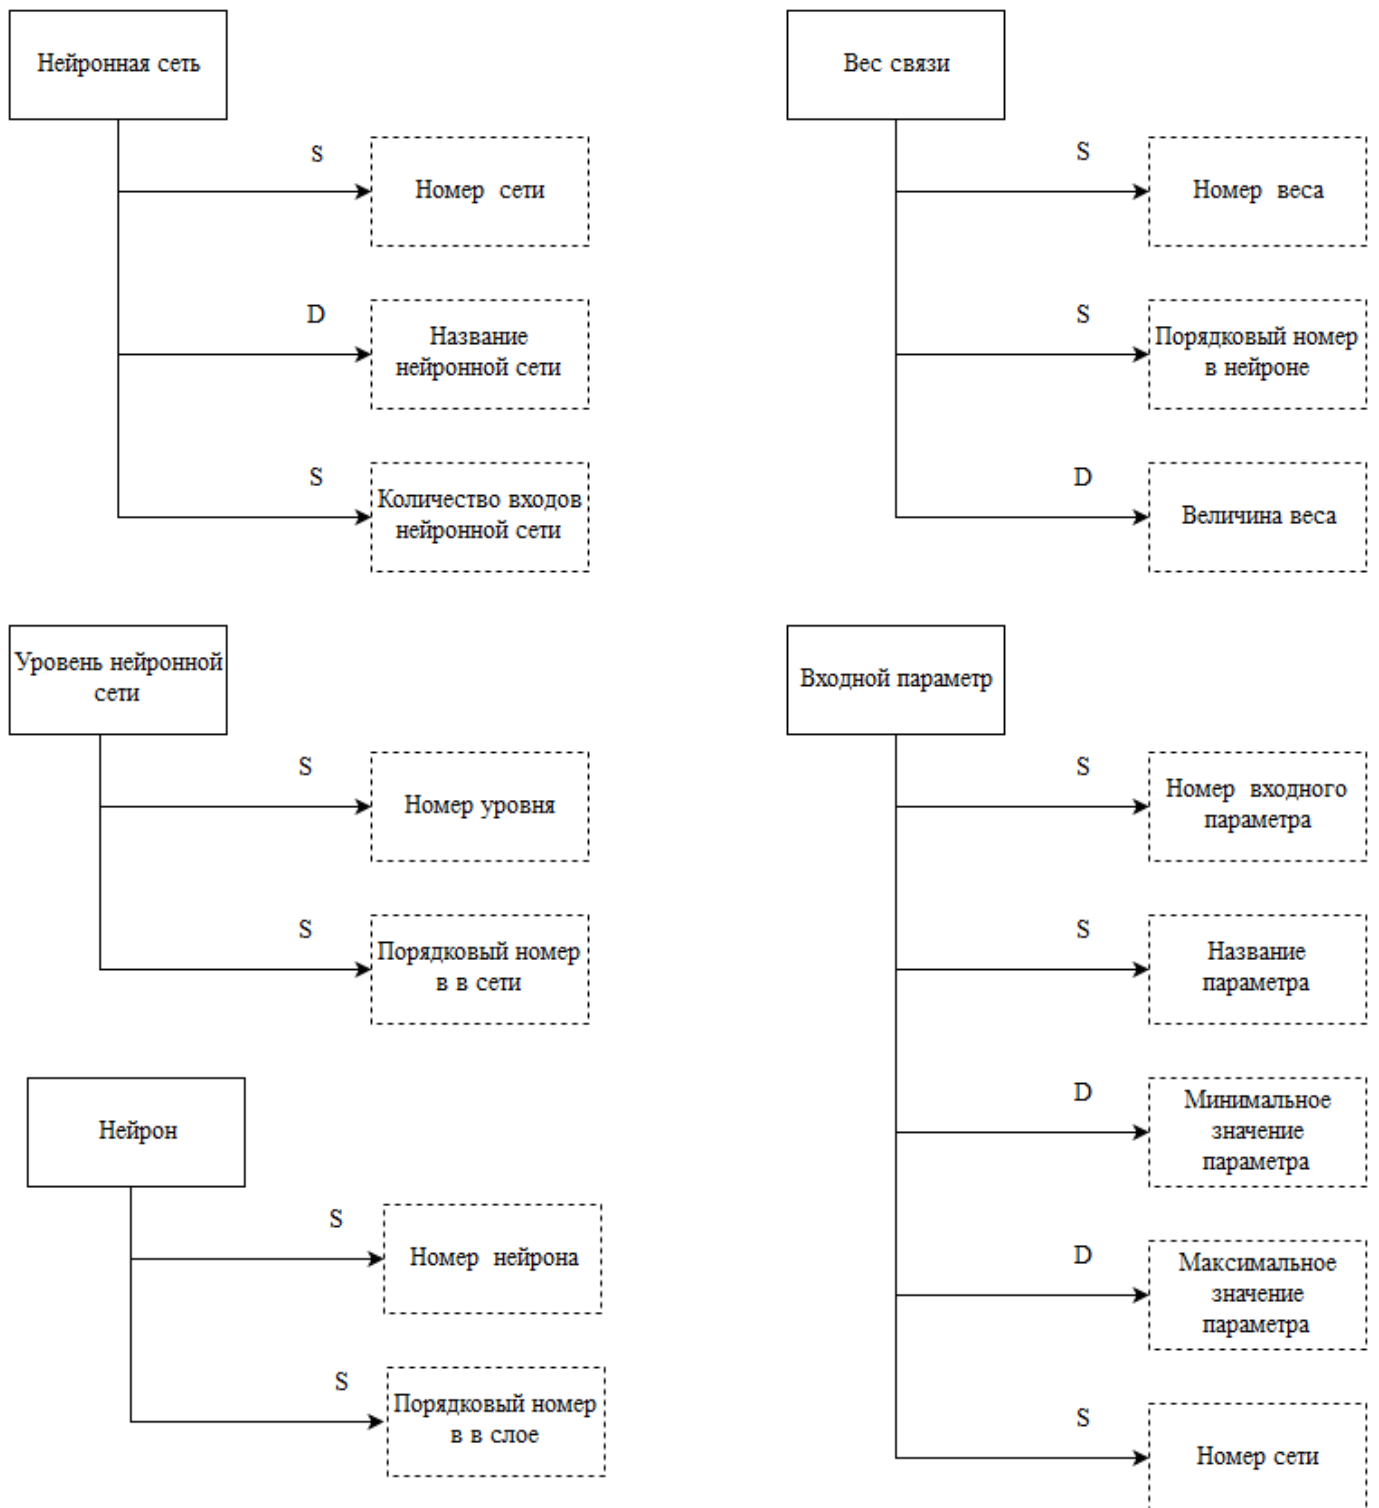 Нейронная сеть
S
Номер сети
D
Название
нейронной сети
S
Количество входов
нейронной сети
Вес связи
S
Номер веса
S
Порядковый номер
в нейроне
D
Величина веса
Уровень нейронной
сети
S
Номер уровня
S
Порядковый номер
в в сети
Нейрон
S
Номер нейрона
S
Порядковый номер
в в слое
Входной параметр
S
Номер входного
параметра
S
Название
параметра
D
Минимальное
значение
параметра
D
Максимальное
значение
параметра
S
Номер сети